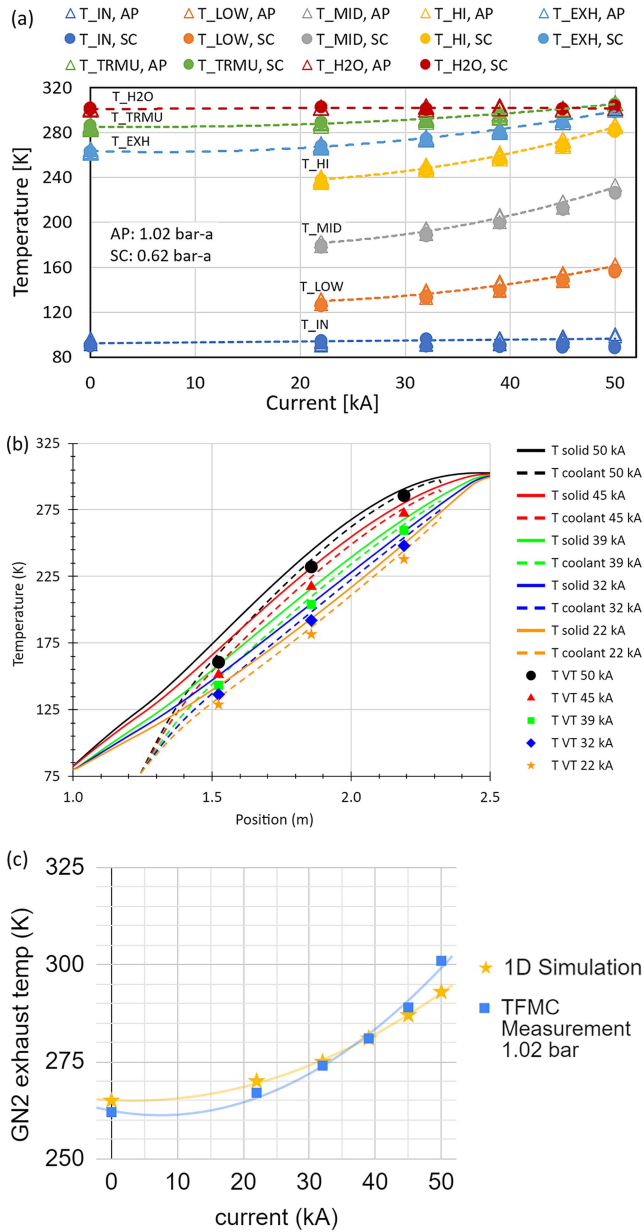 (a)
T_IN, AP T_LOW, AP T_MID, AP T_HI, AP T_EXH, AP
T_IN, SC T_LOW, SC T_MID, SC T_HI, SC T_EXH, SC
T_TRMU, AP T_TRMU, SC T_H2O, AP T_H2O, SC
Temperature [K]
320
280
240
200
160
120
80
T_H2O
T_TRMU
T_EXH
T_HI
T_MID
T_LOW
T_IN
AP: 1.02 bar-a
SC: 0.62 bar-a
0 10 20 30 40 50
Current [kA]
(b)
Temperature (K)
325
275
225
175
125
75
1.0 1.5 2.0 2.5
Position (m)
T solid 50 kA
T coolant 50 kA
T solid 45 kA
T coolant 45 kA
T solid 39 kA
T coolant 39 kA
T solid 32 kA
T coolant 32 kA
T solid 22 kA
T coolant 22 kA
T VT 50 kA
T VT 45 kA
T VT 39 kA
T VT 32 kA
T VT 22 kA
(c)
GN2 exhaust temp (K)
325
300
275
250
0 10 20 30 40 50
current (kA)
1D Simulation
TFMC
Measurement
1.02 bar